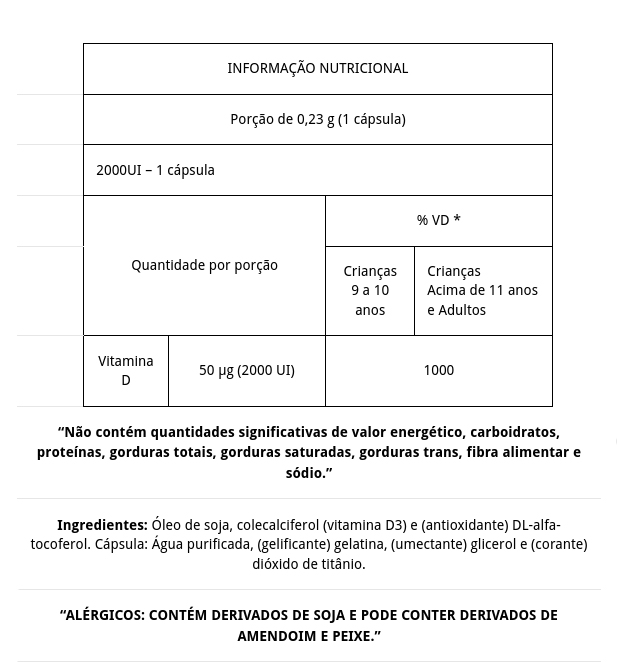 INFORMAÇÃO NUTRICIONAL
Porção de 0,23 g (1 cápsula)
2000UI – 1 cápsula
Quantidade por porção
% VD *
Crianças
9 a 10
anos
Crianças
Acima de 11 anos
e Adultos
Vitamina
D
50 µg (2000 UI)
1000
“Não contém quantidades significativas de valor energético, carboidratos,
proteínas, gorduras totais, gorduras saturadas, gorduras trans, fibra alimentar e
sódio.”
Ingredientes: Óleo de soja, colecalciferol (vitamina D3) e (antioxidante) DL-alfa-
tocoferol. Cápsula: Água purificada, (gelificante) gelatina, (umectante) glicerol e (corante)
dióxido de titânio.
“ALÉRGICOS: CONTÉM DERIVADOS DE SOJA E PODE CONTER DERIVADOS DE
AMENDOIM E PEIXE.”